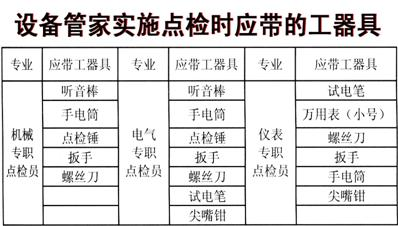 设备管家实施点检时应带的工器具
专业 应带工器具 专业 应带工器具 专业 应带工器具
机械专职点检员 听音棒 电气专职点检员 听音棒 仪表专职点检员 试电笔
手电筒 手电筒 万用表（小号）
点检锤 点检锤 螺丝刀
扳手 扳手 扳手
螺丝刀 螺丝刀 手电筒
试电笔 尖嘴钳
尖嘴钳